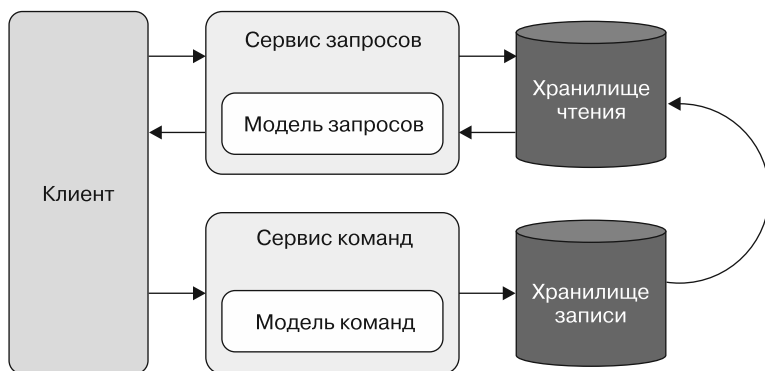 Клиент
Сервис запросов
Модель запросов
Хранилище
чтения
Сервис команд
Модель команд
Хранилище
записи